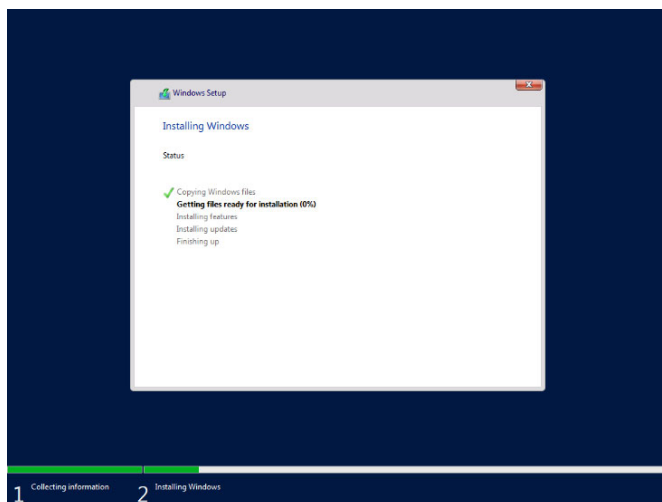 Windows Setup
Installing Windows
Status
Copying Windows files
Getting files ready for installation (0%)
Installing features
Installing updates
Finishing up
1 Collecting information
2 Installing Windows